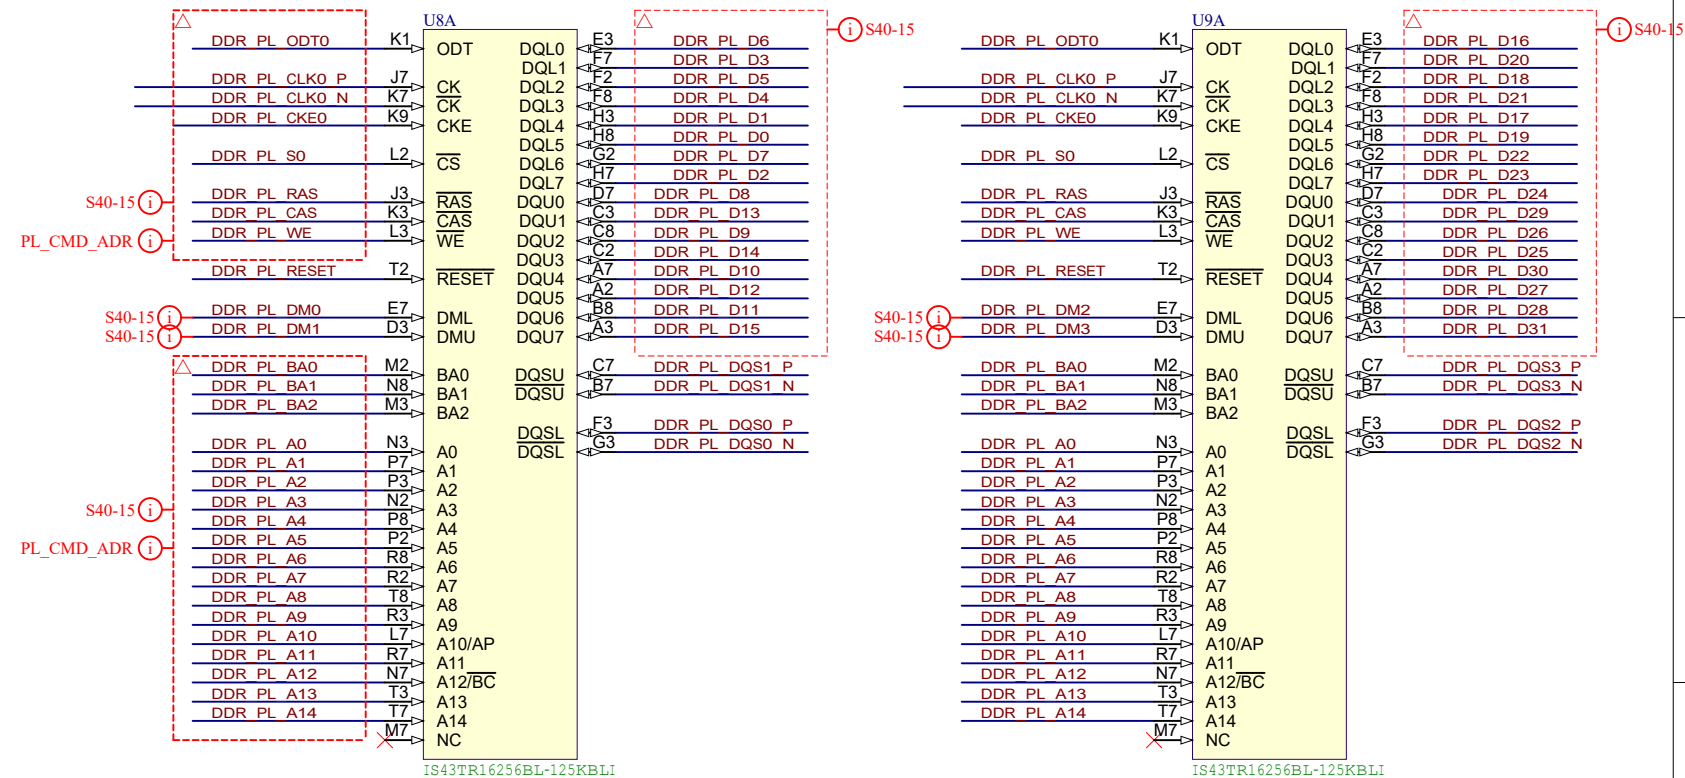 U8A
S40-15
DDR_PL_ODT0 K1 ODT DQL0 E3 DDR_PL_D6
DQL1 F7 DDR_PL_D3
DDR_PL_CLK0_P J7 CK DQL2 F2 DDR_PL_D5
DDR_PL_CLK0_N K7 CK DQL3 F8 DDR_PL_D4
DDR_PL_CKE0 K9 CKE DQL4 H3 DDR_PL_D1
DQL5 H8 DDR_PL_D0
DDR_PL_S0 L2 CS DQL6 G2 DDR_PL_D7
DQL7 H7 DDR_PL_D2
S40-15 DDR_PL_RAS J3 RAS DQU0 D7 DDR_PL_D8
DDR_PL_CAS K3 CAS DQU1 C3 DDR_PL_D13
PL_CMD_ADR DDR_PL_WE L3 WE DQU2 C8 DDR_PL_D9
DQU3 C2 DDR_PL_D14
DDR_PL_RESET T2 RESET DQU4 A7 DDR_PL_D10
DQU5 A2 DDR_PL_D12
S40-15 DDR_PL_DM0 E7 DML DQU6 B8 DDR_PL_D11
S40-15 DDR_PL_DM1 D3 DMU DQU7 A3 DDR_PL_D15
DDR_PL_BA0 M2 BA0 DQSU C7 DDR_PL_DQS1_P
DDR_PL_BA1 N8 BA1 DQSU B7 DDR_PL_DQS1_N
DDR_PL_BA2 M3 BA2
DQSL F3 DDR_PL_DQS0_P
DDR_PL_A0 N3 A0 DQSL G3 DDR_PL_DQS0_N
DDR_PL_A1 P7 A1
DDR_PL_A2 P3 A2
S40-15 DDR_PL_A3 N2 A3
DDR_PL_A4 P8 A4
PL_CMD_ADR DDR_PL_A5 P2 A5
DDR_PL_A6 R8 A6
DDR_PL_A7 R2 A7
DDR_PL_A8 T8 A8
DDR_PL_A9 R3 A9
DDR_PL_A10 L7 A10/AP
DDR_PL_A11 R7 A11
DDR_PL_A12 N7 A12/BC
DDR_PL_A13 T3 A13
DDR_PL_A14 T7 A14
M7 NC
IS43TR16256BL-125KBLI
U9A
S40-15
DDR_PL_ODT0 K1 ODT DQL0 E3 DDR_PL_D16
DQL1 F7 DDR_PL_D20
DDR_PL_CLK0_P J7 CK DQL2 F2 DDR_PL_D18
DDR_PL_CLK0_N K7 CK DQL3 F8 DDR_PL_D21
DDR_PL_CKE0 K9 CKE DQL4 H3 DDR_PL_D17
DQL5 H8 DDR_PL_D19
DDR_PL_S0 L2 CS DQL6 G2 DDR_PL_D22
DQL7 H7 DDR_PL_D23
DDR_PL_RAS J3 RAS DQU0 D7 DDR_PL_D24
DDR_PL_CAS K3 CAS DQU1 C3 DDR_PL_D29
DDR_PL_WE L3 WE DQU2 C8 DDR_PL_D26
DQU3 C2 DDR_PL_D25
DDR_PL_RESET T2 RESET DQU4 A7 DDR_PL_D30
DQU5 A2 DDR_PL_D27
S40-15 DDR_PL_DM2 E7 DML DQU6 B8 DDR_PL_D28
S40-15 DDR_PL_DM3 D3 DMU DQU7 A3 DDR_PL_D31
DDR_PL_BA0 M2 BA0 DQSU C7 DDR_PL_DQS3_P
DDR_PL_BA1 N8 BA1 DQSU B7 DDR_PL_DQS3_N
DDR_PL_BA2 M3 BA2
DQSL F3 DDR_PL_DQS2_P
DDR_PL_A0 N3 A0 DQSL G3 DDR_PL_DQS2_N
DDR_PL_A1 P7 A1
DDR_PL_A2 P3 A2
DDR_PL_A3 N2 A3
DDR_PL_A4 P8 A4
DDR_PL_A5 P2 A5
DDR_PL_A6 R8 A6
DDR_PL_A7 R2 A7
DDR_PL_A8 T8 A8
DDR_PL_A9 R3 A9
DDR_PL_A10 L7 A10/AP
DDR_PL_A11 R7 A11
DDR_PL_A12 N7 A12/BC
DDR_PL_A13 T3 A13
DDR_PL_A14 T7 A14
M7 NC
IS43TR16256BL-125KBLI